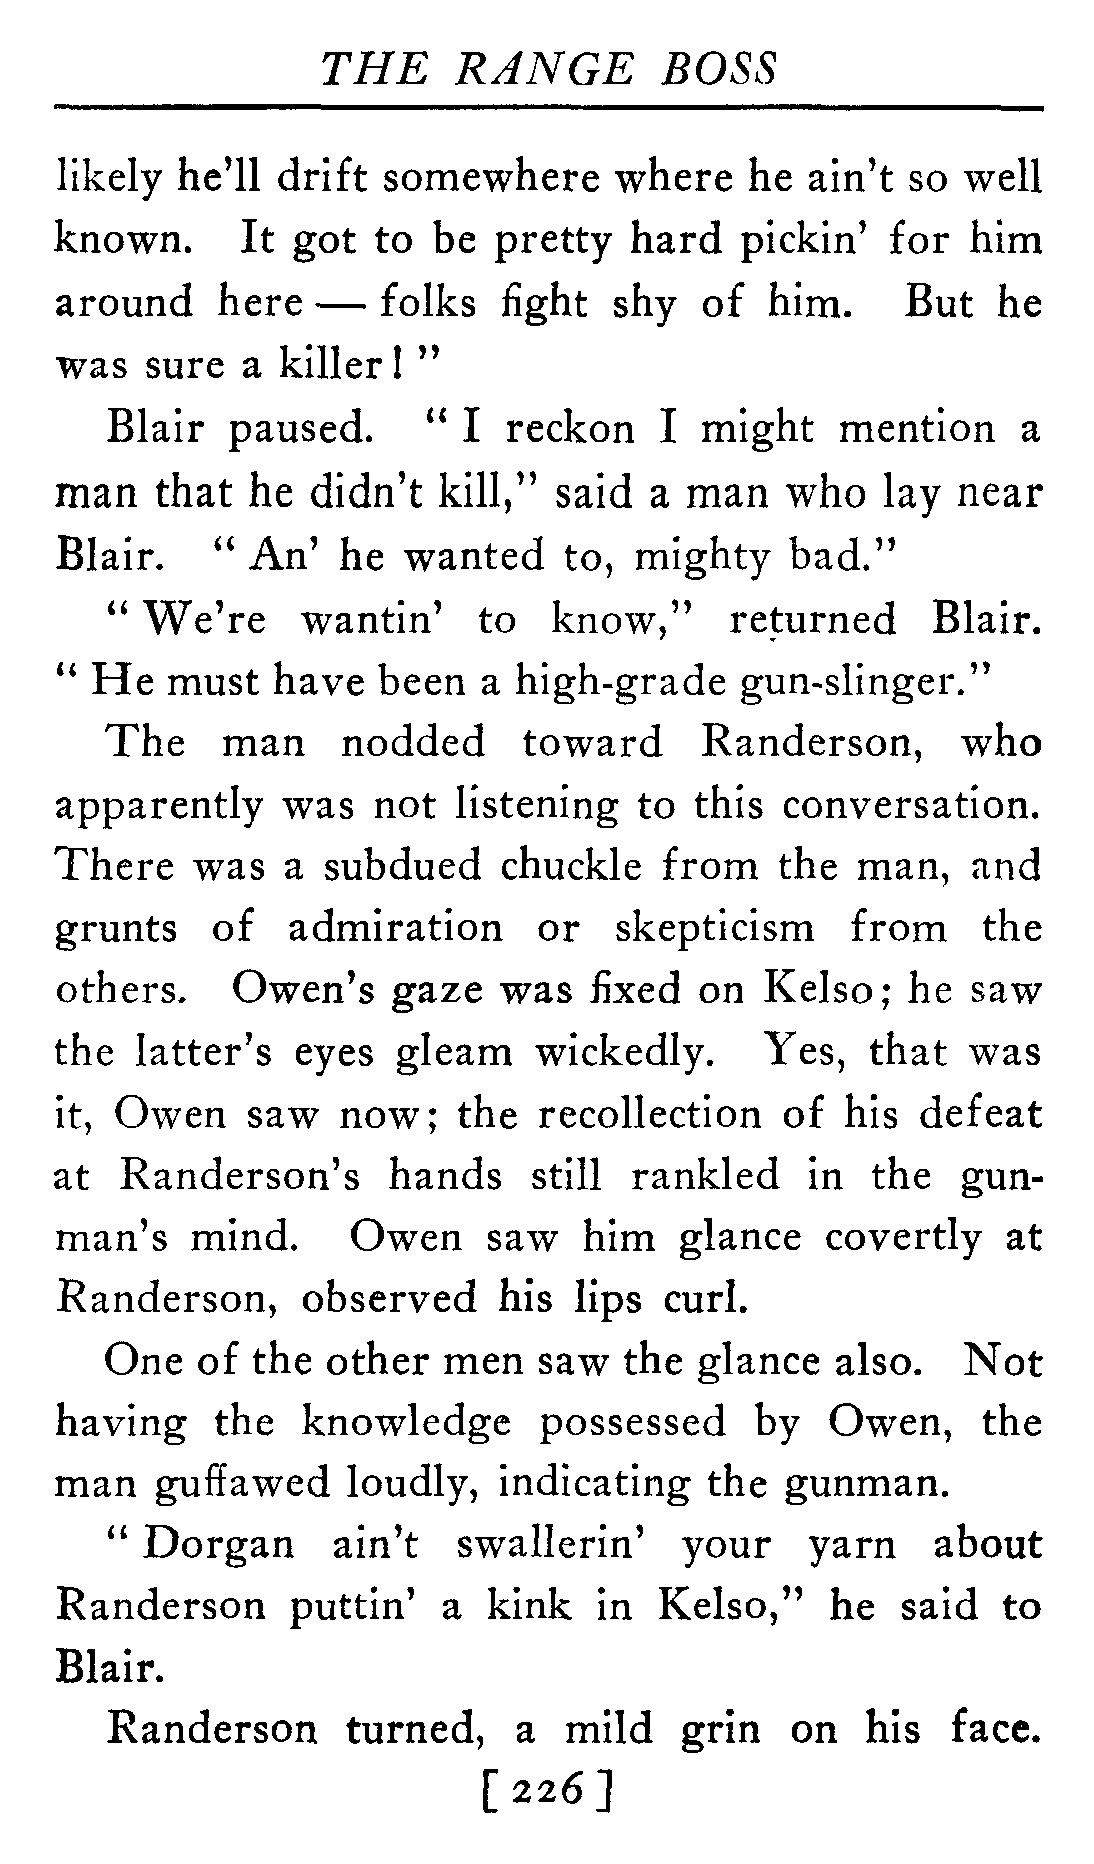 THE RANGE BOSS
likely he'll drift somewhere where he ain't so well
known. It got to be pretty hard pickin' for him
around here — folks fight shy of him. But he
was sure a killer! "
Blair paused. " I reckon I might mention a
man that he didn't kill," said a man who lay near
Blair. " An' he wanted to, mighty bad."
" We're wantin' to know," returned Blair.
" He must have been a high-grade gun-slinger."
The man nodded toward Randerson, who
apparently was not listening to this conversation.
There was a subdued chuckle from the man, and
grunts of admiration or skepticism from the
others. Owen's gaze was fixed on Kelso; he saw
the latter's eyes gleam wickedly. Yes, that was
it, Owen saw now; the recollection of his defeat
at Randerson's hands still rankled in the gun-
man's mind. Owen saw him glance covertly at
Randerson, observed his lips curl.
One of the other men saw the glance also. Not
having the knowledge possessed by Owen, the
man guffawed loudly, indicating the gunman.
" Dorgan ain't swallerin' your yarn about
Randerson puttin' a kink in Kelso," he said to
Blair.
Randerson turned, a mild grin on his face.
[ 226 ]